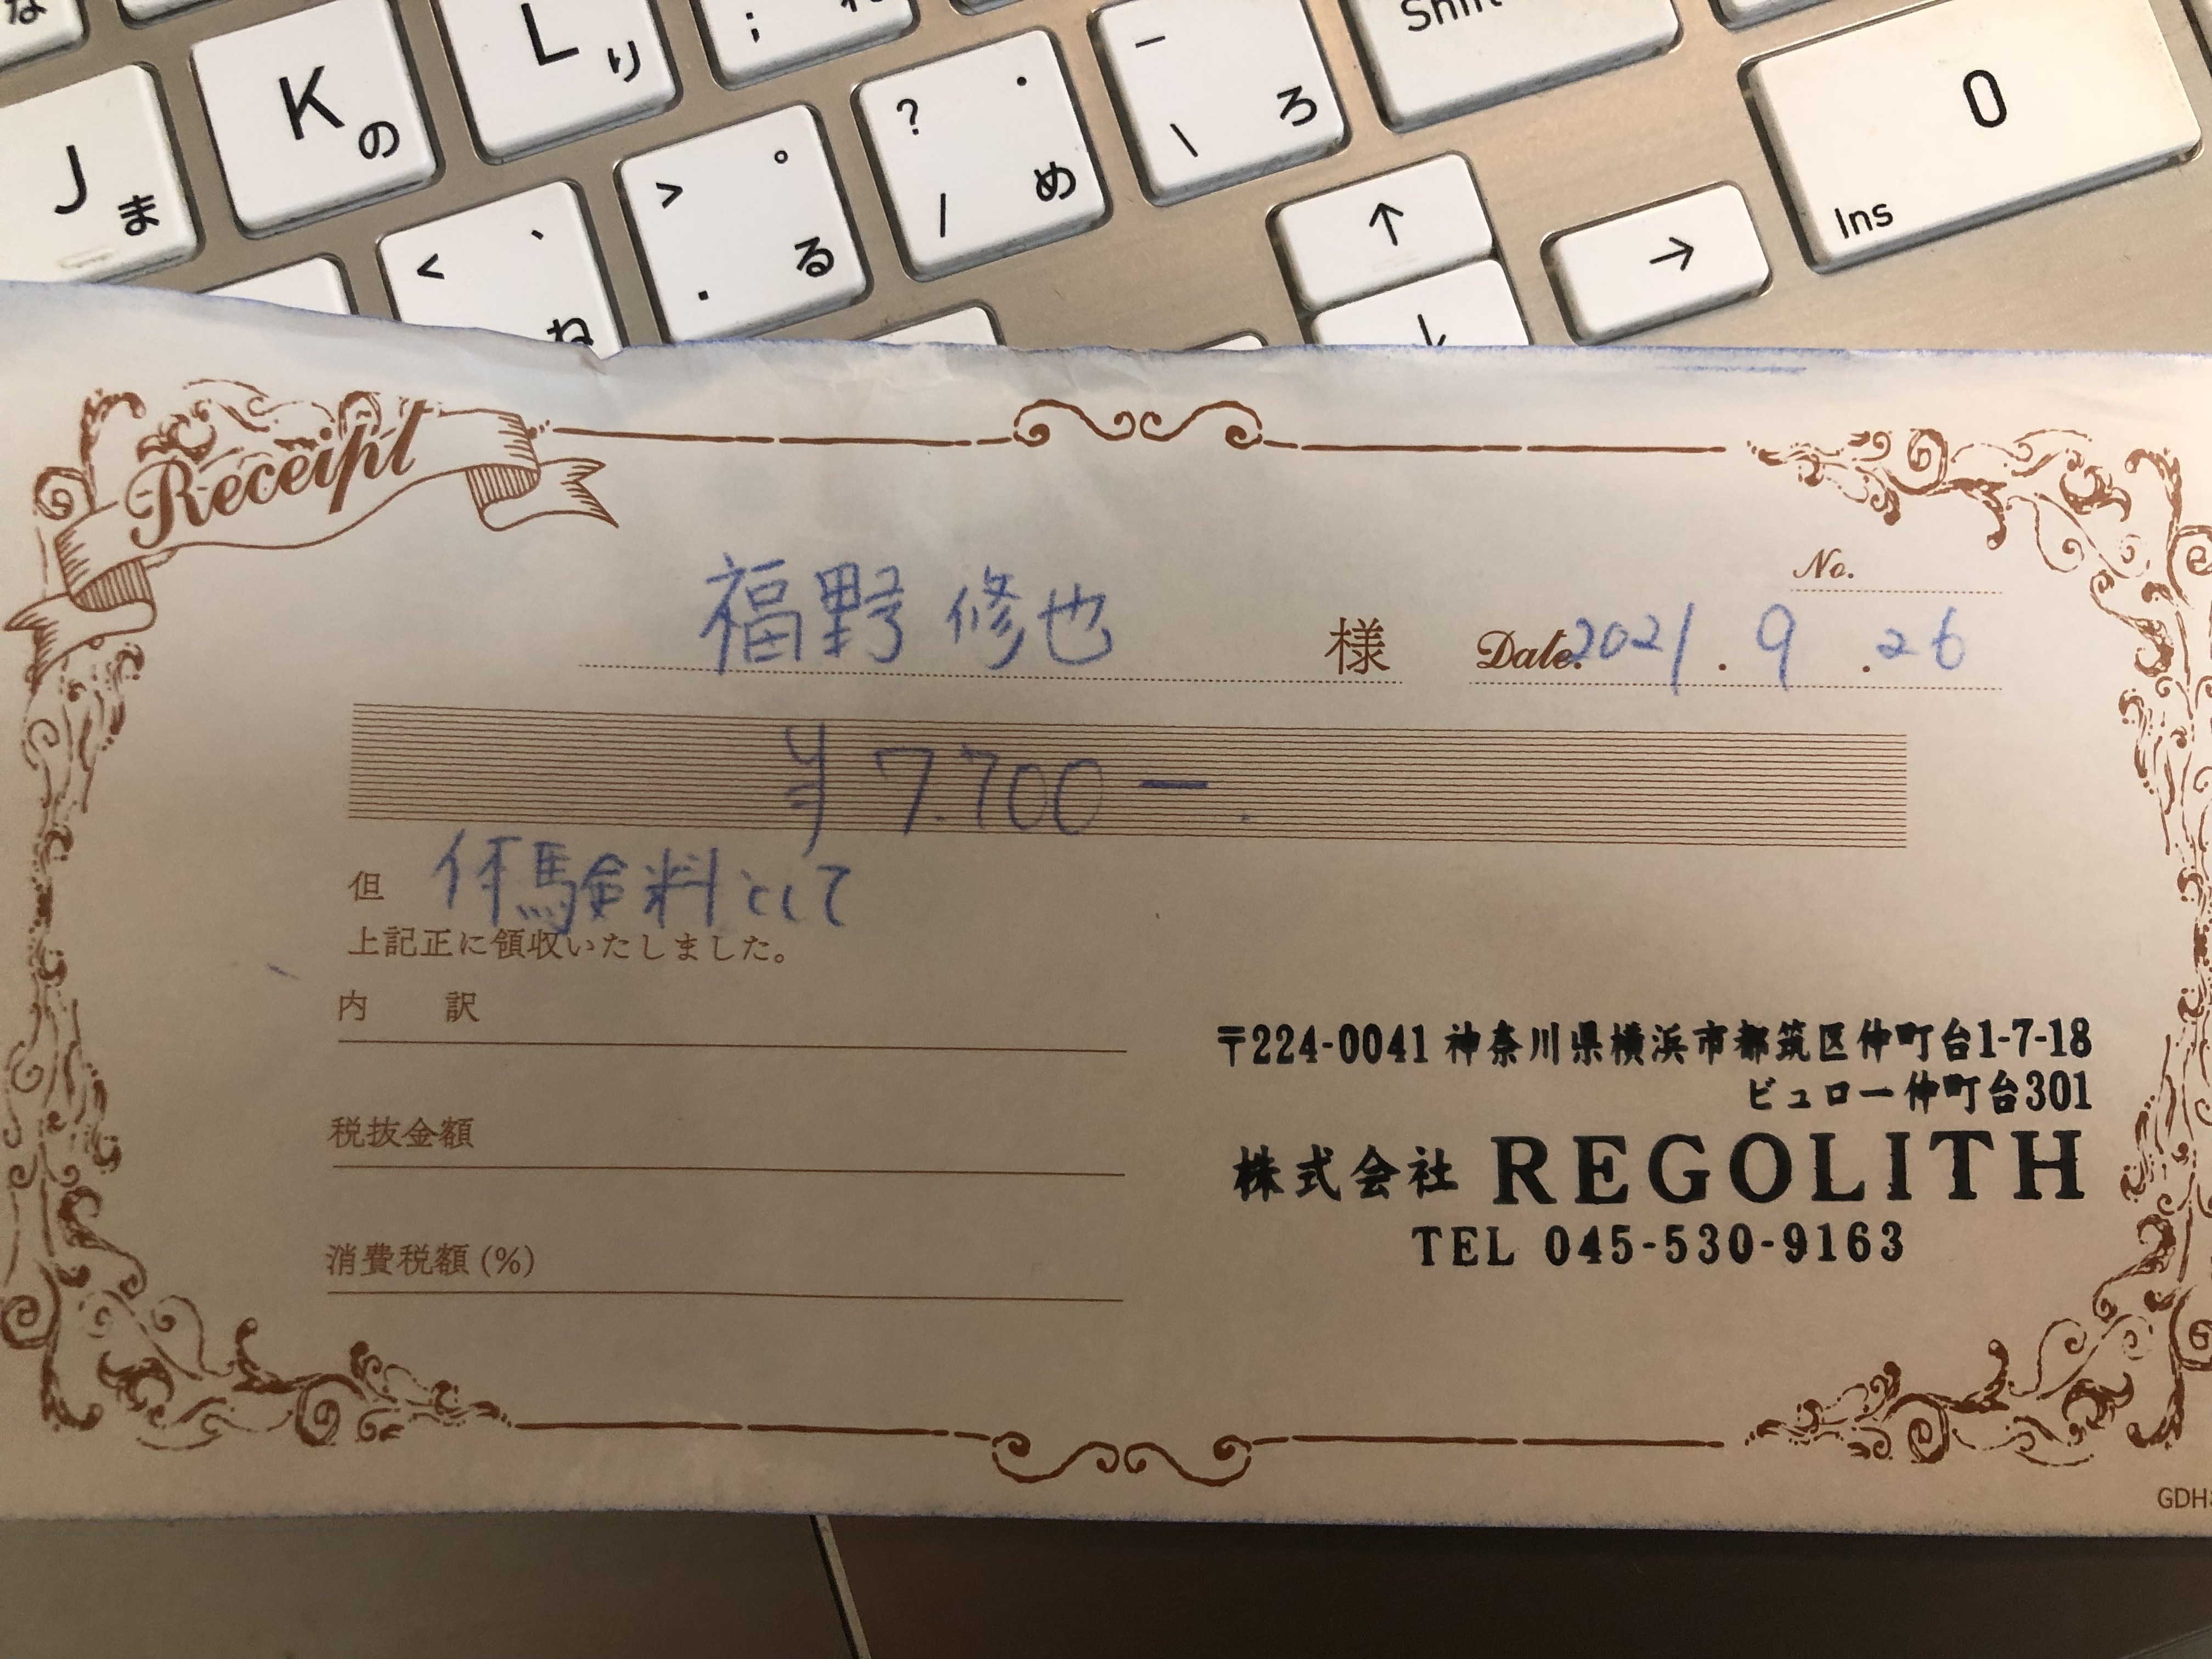 な
J ま
K の
L り
; れ
< 、 ね
> 。 . る
? ・ / め
_ \ ろ
Shift
↑
↓
→
0 Ins
Receipt
No.
福野 修也 様 Date. 2021 . 9 . 26
¥7.700ー
但 体験料として
上記正に領収いたしました。
内 訳
〒224-0041 神奈川県横浜市都筑区仲町台1-7-18
ビュロー仲町台301
税抜金額
株式会社 REGOLITH
TEL 045-530-9163
消費税額(%)